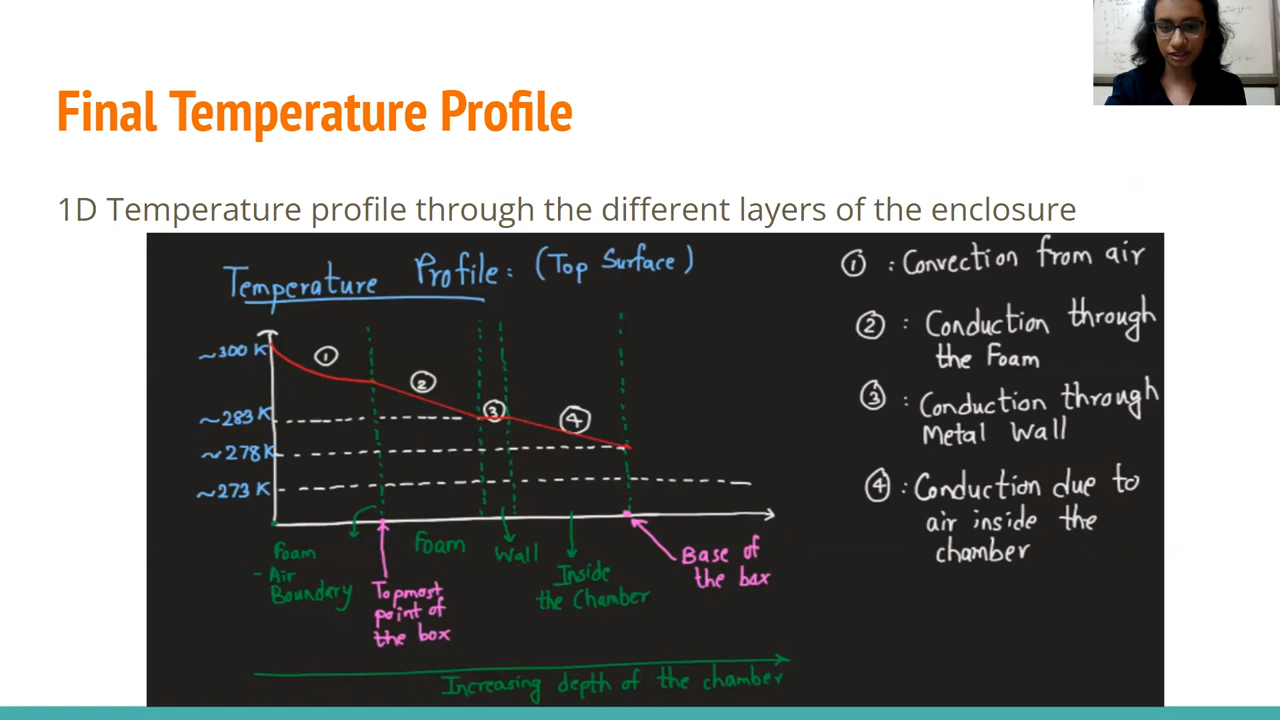 Final Temperature Profile
1D Temperature profile through the different layers of the enclosure
Temperature Profile: (Top Surface)
~300 K
~283 K
~278 K
~273 K
①
②
③
④
Foam
- Air
Boundary
Topmost
point of
the box
Foam
Wall
Inside
the Chamber
Base of
the box
Increasing depth of the chamber
① : Convection from air
② : Conduction through
the Foam
③ : Conduction through
Metal Wall
④ : Conduction due to
air inside the
chamber